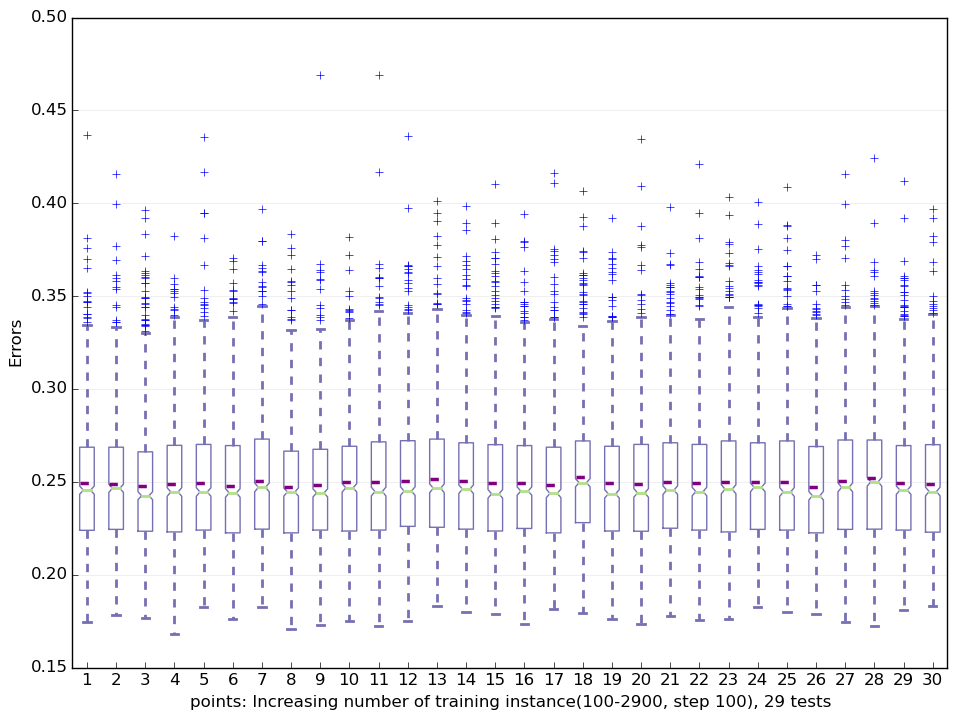 0.50
0.45
0.40
0.35
0.30
0.25
0.20
0.15
Errors
1 2 3 4 5 6 7 8 9 10 11 12 13 14 15 16 17 18 19 20 21 22 23 24 25 26 27 28 29 30
points: Increasing number of training instance(100-2900, step 100), 29 tests